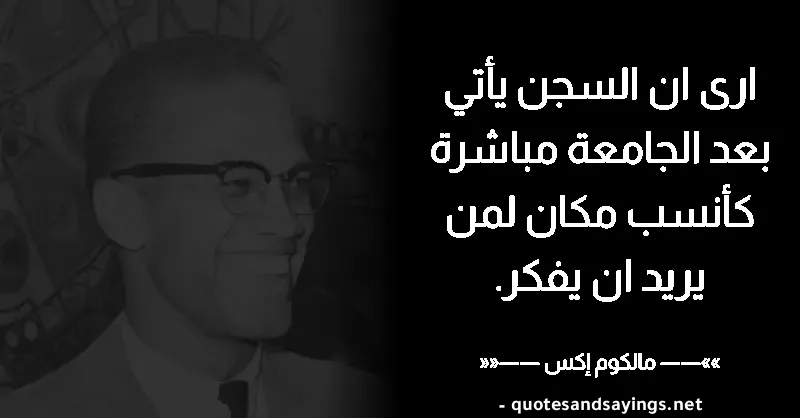 ارى ان السجن يأتي
بعد الجامعة مباشرة
كأنسب مكان لمن
يريد ان يفكر.
»—— مالكوم إكس ——««
- quotesandsayings.net